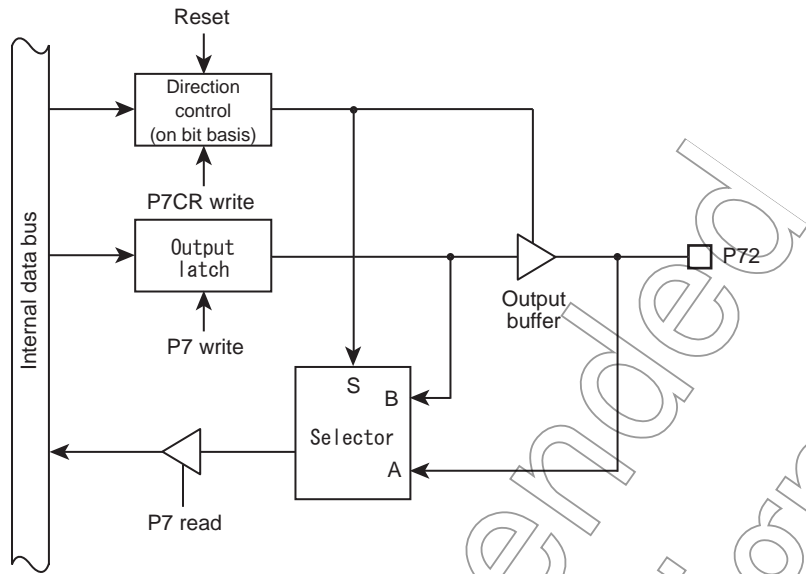 Reset
Direction
control
(on bit basis)
P7CR write
Internal data bus
Output
latch
P7 write
Output
buffer
P72
S
B
Selector
A
P7 read
ended